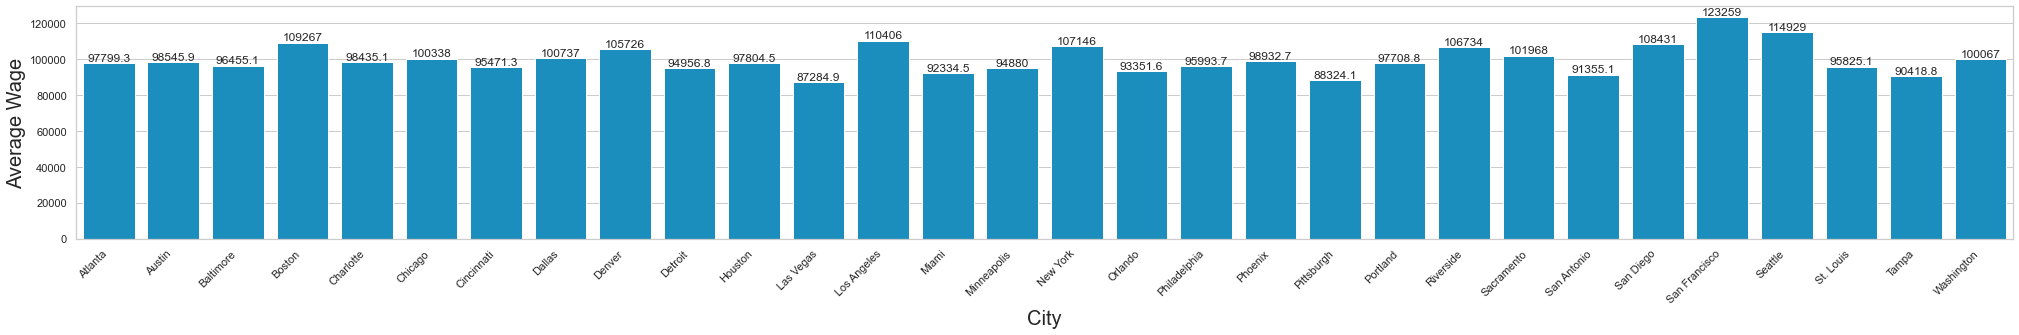 Average Wage
120000
100000
80000
60000
40000
20000
0
97799.3
98545.9
96455.1
109267
98435.1
100338
95471.3
100737
105726
94956.8
97804.5
87284.9
110406
92334.5
94880
107146
93351.6
95993.7
98932.7
88324.1
97708.8
106734
101968
91355.1
108431
123259
114929
95825.1
90418.8
100067
Atlanta
Austin
Baltimore
Boston
Charlotte
Chicago
Cincinnati
Dallas
Denver
Detroit
Houston
Las Vegas
Los Angeles
Miami
Minneapolis
New York
Orlando
Philadelphia
Phoenix
Pittsburgh
Portland
Riverside
Sacramento
San Antonio
San Diego
San Francisco
Seattle
St. Louis
Tampa
Washington
City